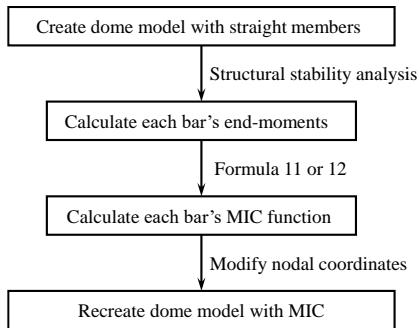 Create dome model with straight members
Structural stability analysis
Calculate each bar's end-moments
Formula 11 or 12
Calculate each bar's MIC function
Modify nodal coordinates
Recreate dome model with MIC